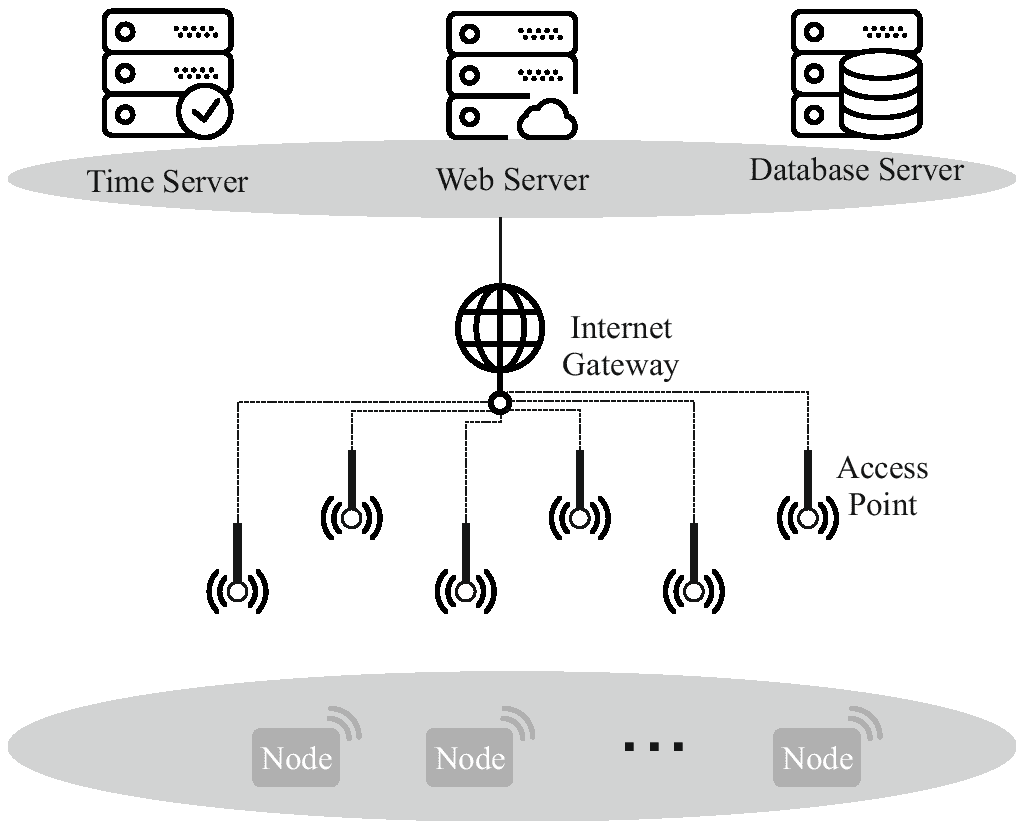 Time Server
Web Server
Database Server
Internet
Gateway
Access
Point
Node
Node
...
Node